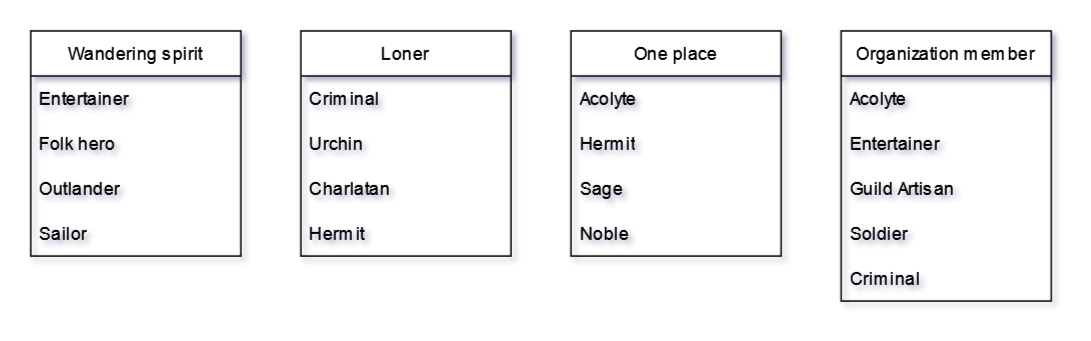 Wandering spirit
Entertainer
Folk hero
Outlander
Sailor
Loner
Criminal
Urchin
Charlatan
Hermit
One place
Acolyte
Hermit
Sage
Noble
Organization member
Acolyte
Entertainer
Guild Artisan
Soldier
Criminal